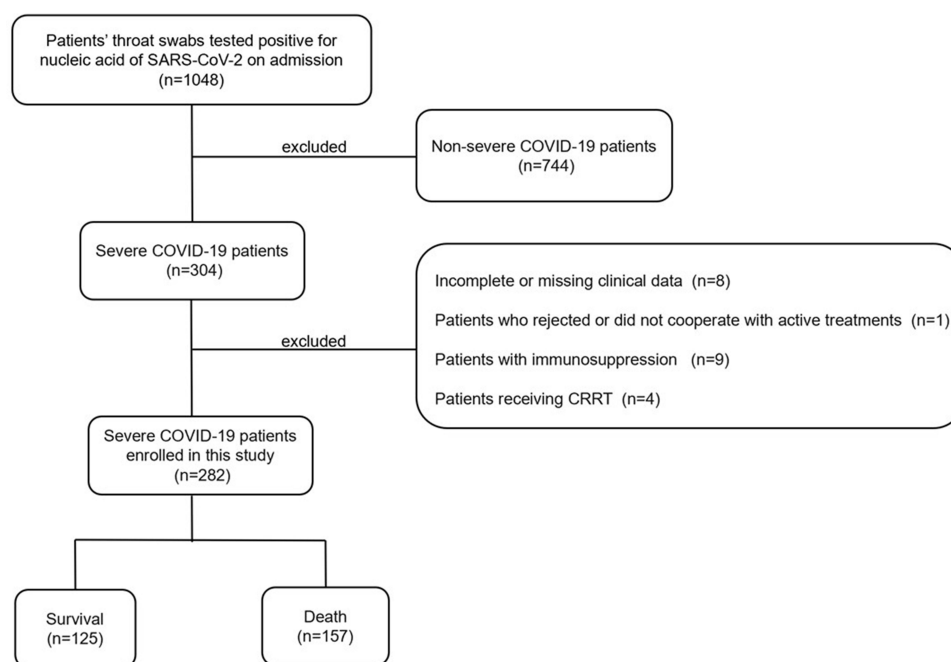 Patients’ throat swabs tested positive for
nucleic acid of SARS-CoV-2 on admission
(n=1048)
excluded
Non-severe COVID-19 patients
(n=744)
Severe COVID-19 patients
(n=304)
excluded
Incomplete or missing clinical data (n=8)
Patients who rejected or did not cooperate with active treatments (n=1)
Patients with immunosuppression (n=9)
Patients receiving CRRT (n=4)
Severe COVID-19 patients
enrolled in this study
(n=282)
Survival
(n=125)
Death
(n=157)